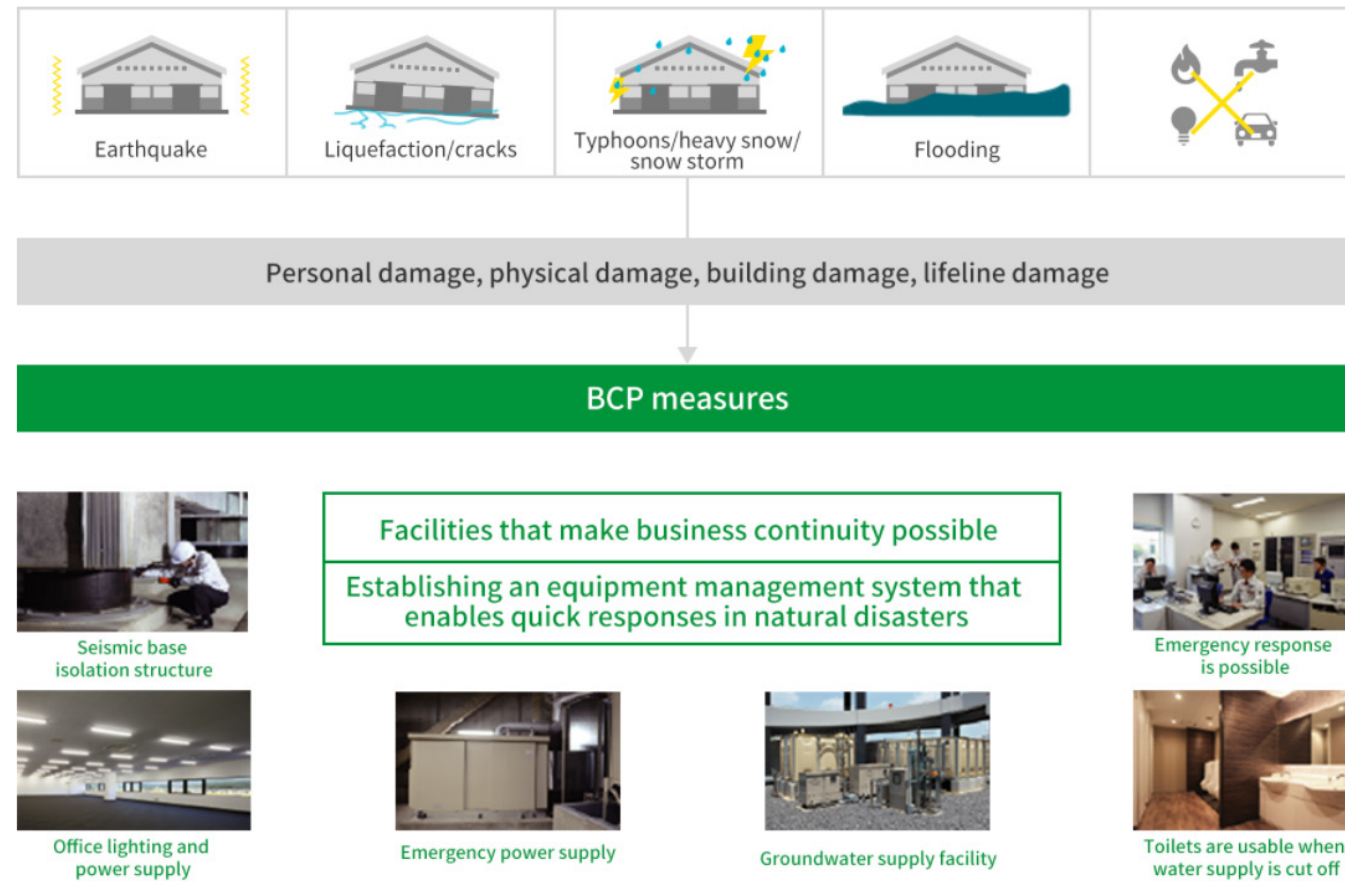 Earthquake
Liquefaction/cracks
Typhoons/heavy snow/
snow storm
Flooding
Personal damage, physical damage, building damage, lifeline damage
BCP measures
Facilities that make business continuity possible
Establishing an equipment management system that
enables quick responses in natural disasters
Seismic base
isolation structure
Emergency response
is possible
Office lighting and
power supply
Emergency power supply
Groundwater supply facility
Toilets are usable when
water supply is cut off